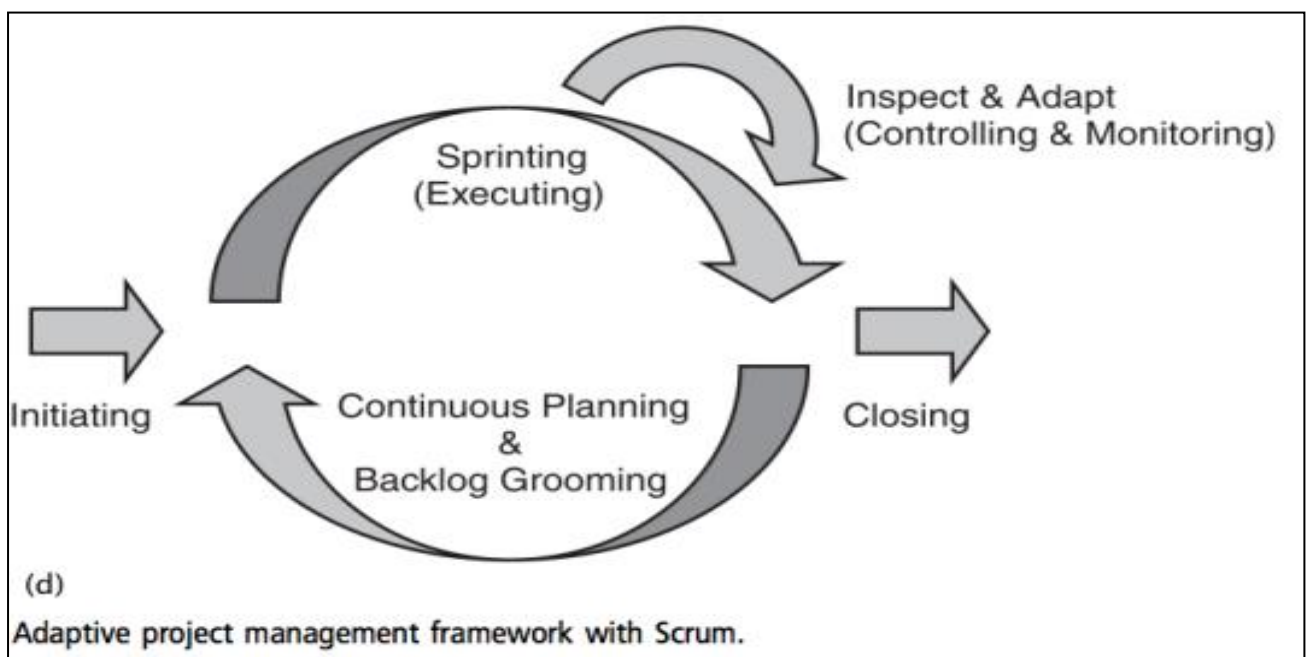 Inspect & Adapt
(Controlling & Monitoring)
Sprinting
(Executing)
Initiating
Continuous Planning
&
Backlog Grooming
Closing
(d)
Adaptive project management framework with Scrum.